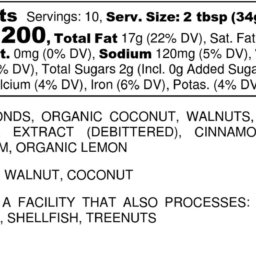 ts Servings: 10, Serv. Size: 2 tbsp (34g
200, Total Fat 17g (22% DV), Sat. Fat
t. 0mg (0% DV), Sodium 120mg (5% DV),
DV), Total Sugars 2g (Incl. 0g Added Sugar
lcium (4% DV), Iron (6% DV), Potas. (4% DV
ONDS, ORGANIC COCONUT, WALNUTS,
EXTRACT (DEBITTERED), CINNAMO
M, ORGANIC LEMON
WALNUT, COCONUT
A FACILITY THAT ALSO PROCESSES:
, SHELLFISH, TREENUTS